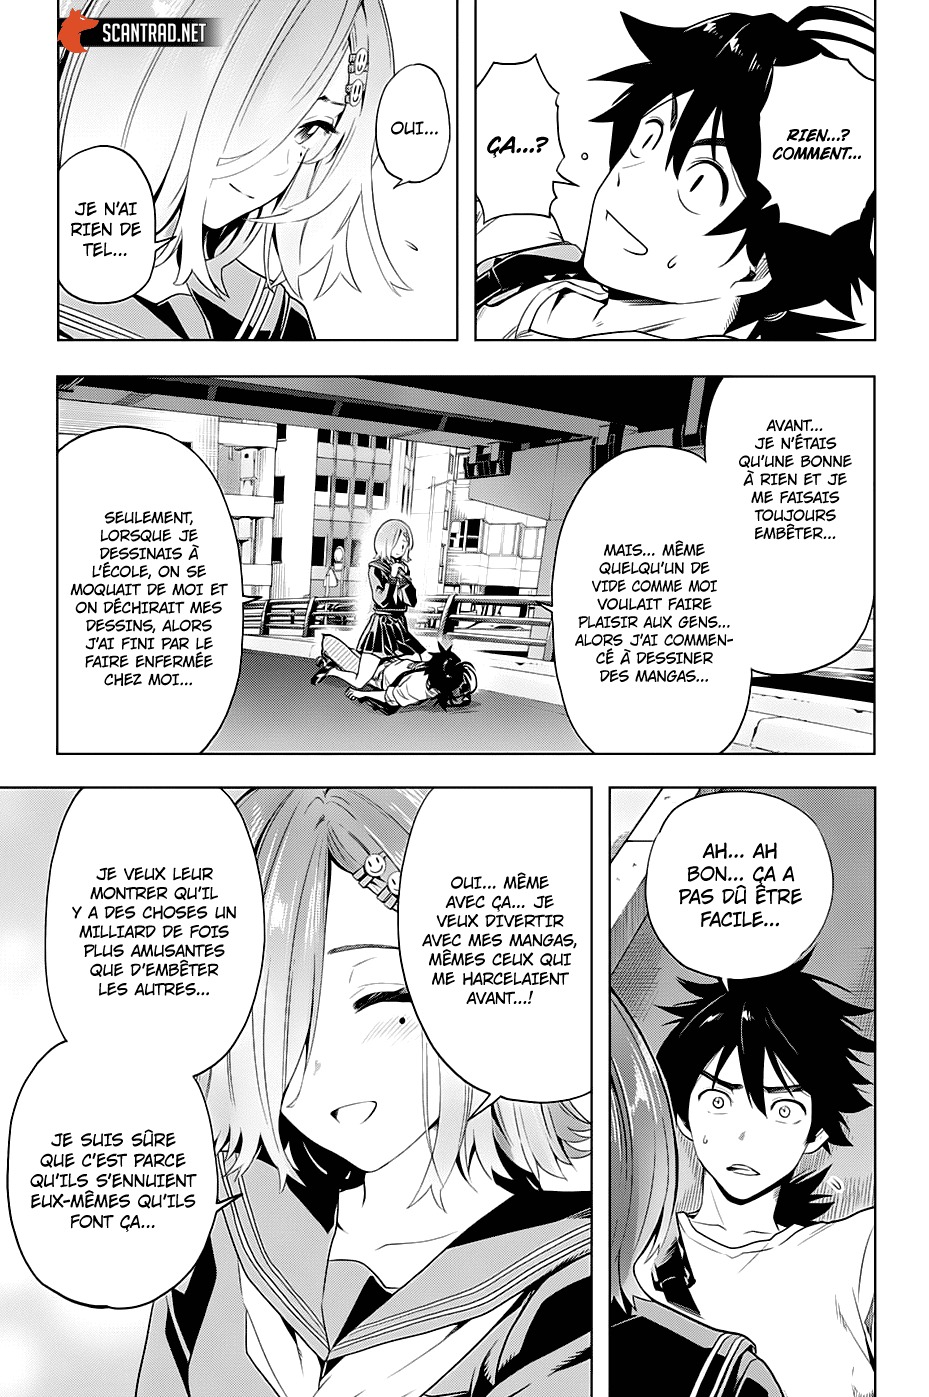 SCANTRAD.NET
RIEN...?
COMMENT...
ÇA...?
OUI...
JE N'AI
RIEN DE
TEL...
AVANT...
JE N'ÉTAIS
QU'UNE BONNE
À RIEN ET JE
ME FAISAIS
TOUJOURS
EMBÊTER...
MAIS... MÊME
QUELQU'UN DE
VIDE COMME MOI
VOULAIT FAIRE
PLAISIR AUX GENS...
ALORS J'AI COMMEN-
CÉ À DESSINER
DES MANGAS...
SEULEMENT,
LORSQUE JE
DESSINAIS À
L'ÉCOLE, ON SE
MOQUAIT DE MOI ET
ON DÉCHIRAIT MES
DESSINS, ALORS
J'AI FINI PAR LE
FAIRE ENFERMÉE
CHEZ MOI...
AH... AH
BON... ÇA A
PAS DÛ ÊTRE
FACILE...
OUI... MÊME
AVEC ÇA... JE
VEUX DIVERTIR
AVEC MES MANGAS,
MÊMES CEUX QUI
ME HARCELAIENT
AVANT...!
JE VEUX LEUR
MONTRER QU'IL
Y A DES CHOSES UN
MILLIARD DE FOIS
PLUS AMUSANTES
QUE D'EMBÊTER
LES AUTRES...
JE SUIS SÛRE
QUE C'EST PARCE
QU'ILS S'ENNUIENT
EUX-MÊMES QU'ILS
FONT ÇA...